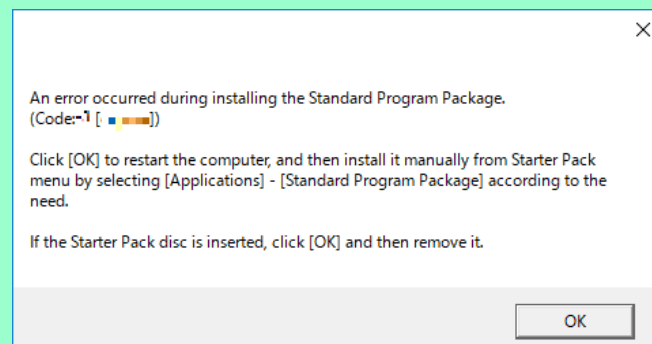 An error occurred during installing the Standard Program Package.
(Code:-1 [])
Click [OK] to restart the computer, and then install it manually from Starter Pack
menu by selecting [Applications] - [Standard Program Package] according to the
need.
If the Starter Pack disc is inserted, click [OK] and then remove it.
OK